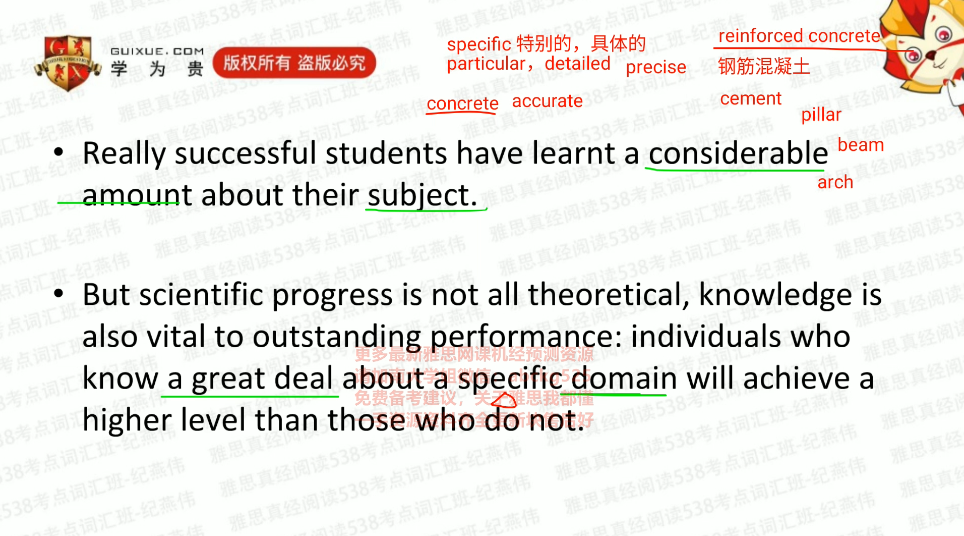 GUIXUE.COM
学为贵
版权所有 盗版必究
specific 特别的，具体的
particular，detailed precise
concrete accurate
reinforced concrete
钢筋混凝土
cement
pillar
beam
arch
• Really successful students have learnt a considerable
amount about their subject.
• But scientific progress is not all theoretical, knowledge is
also vital to outstanding performance: individuals who
know a great deal about a specific domain will achieve a
higher level than those who do not.
更多最新雅思网课机经预测资源
免费备考建议，关于雅思我都懂
雅思真经阅读538考点词汇班-纪燕伟